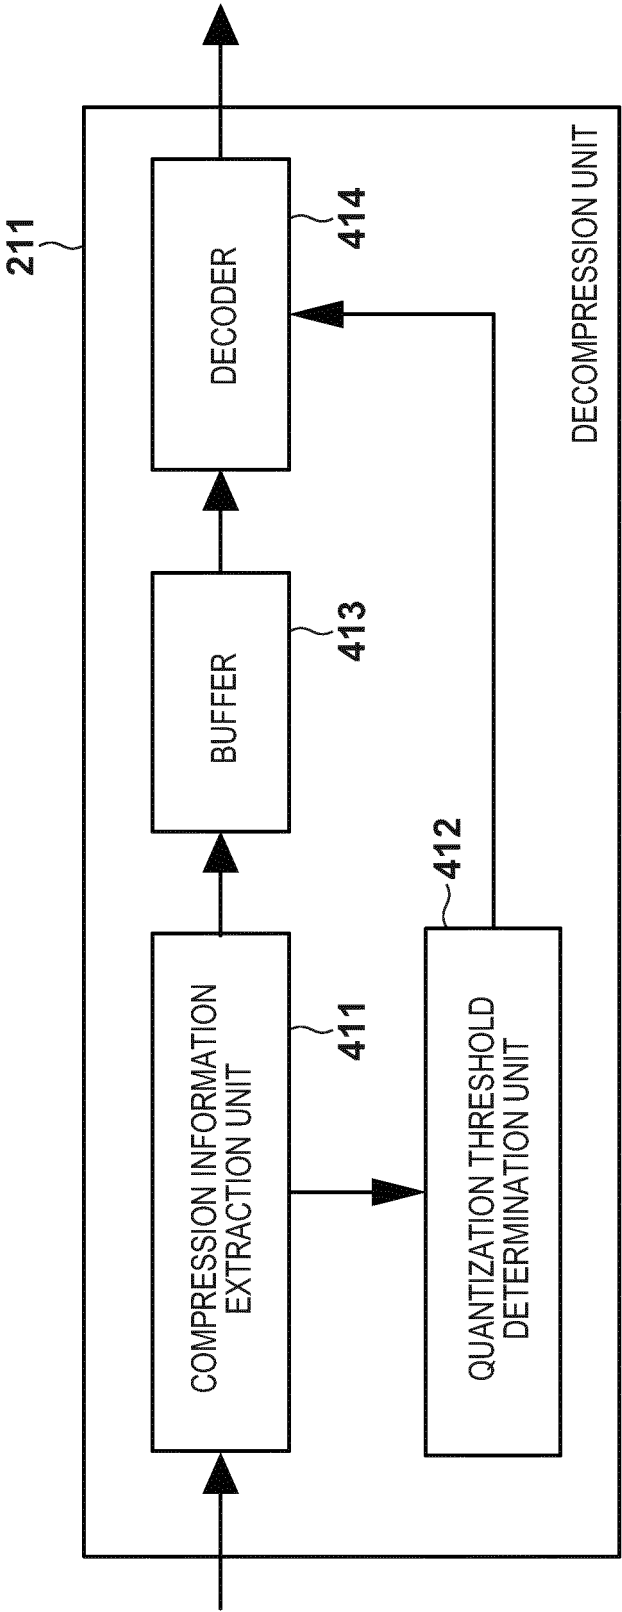 211
COMPRESSION INFORMATION
EXTRACTION UNIT
411
BUFFER
413
DECODER
414
QUANTIZATION THRESHOLD
DETERMINATION UNIT
412
DECOMPRESSION UNIT